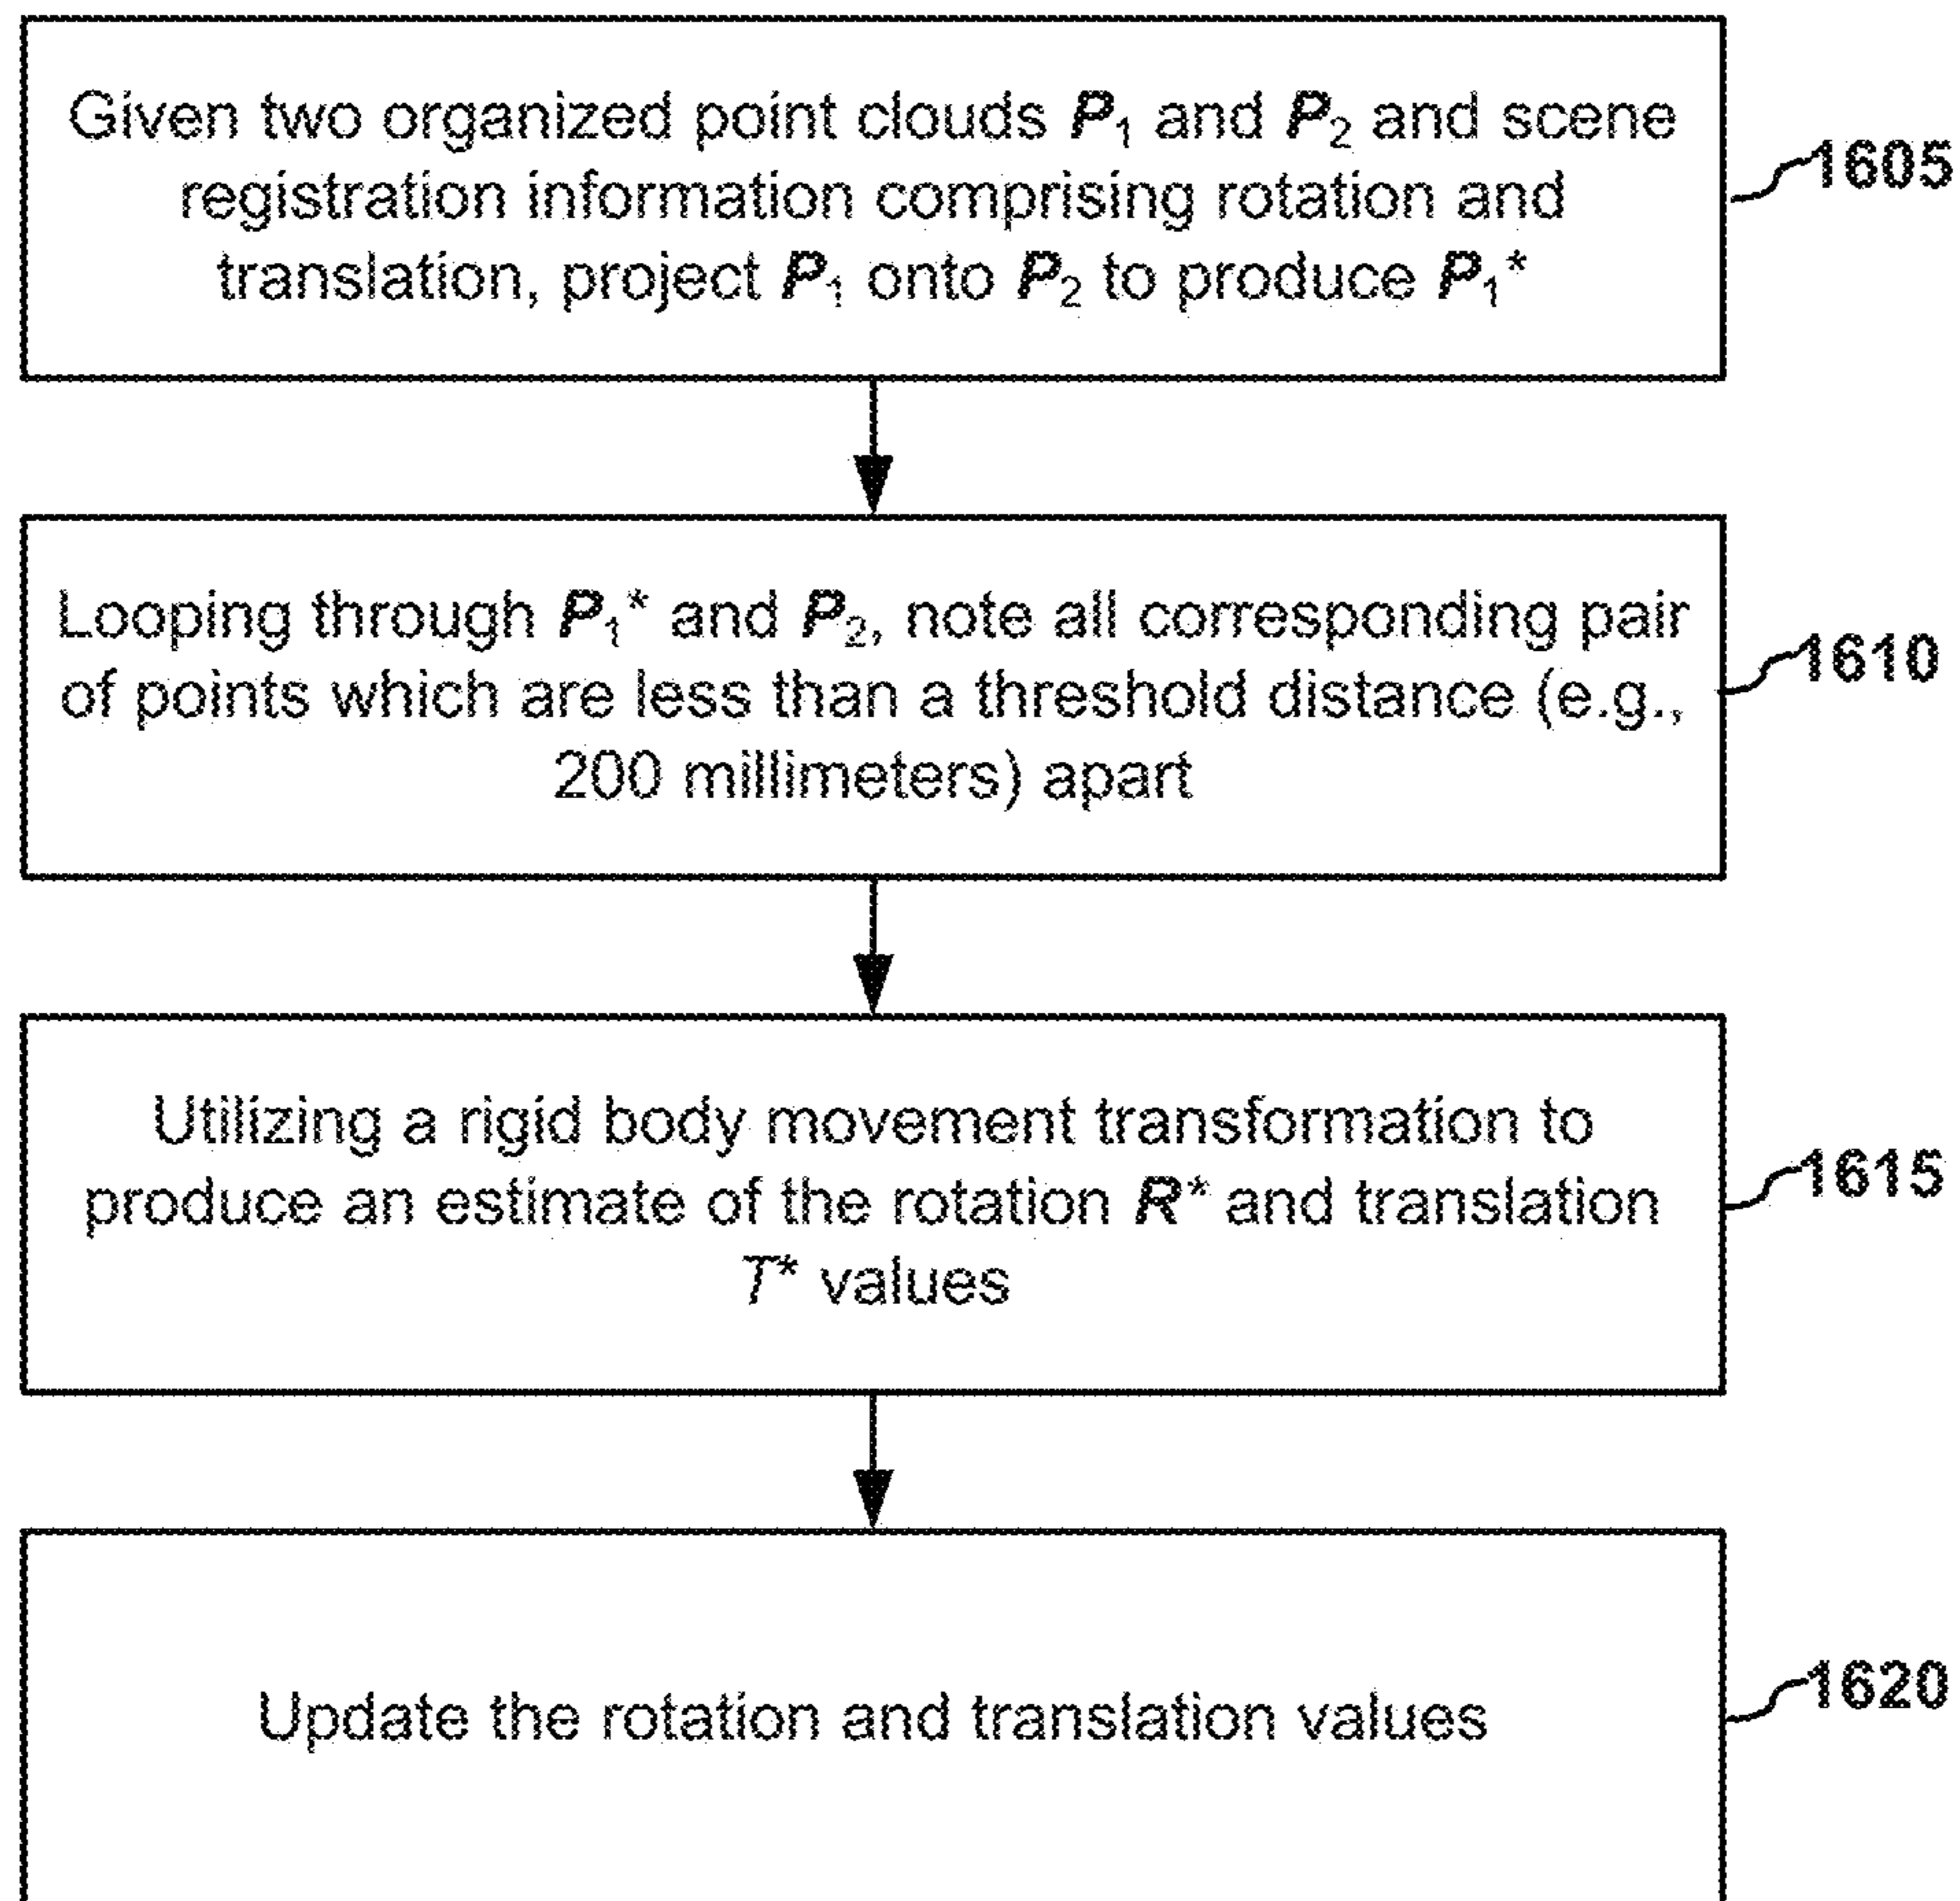 Given two organized point clouds P₁ and P₂ and scene
registration information comprising rotation and
translation, project P₁ onto P₂ to produce P₁*
1605
Looping through P₁* and P₂, note all corresponding pair
of points which are less than a threshold distance (e.g.,
200 millimeters) apart
1610
Utilizing a rigid body movement transformation to
produce an estimate of the rotation R* and translation
T* values
1615
Update the rotation and translation values
1620